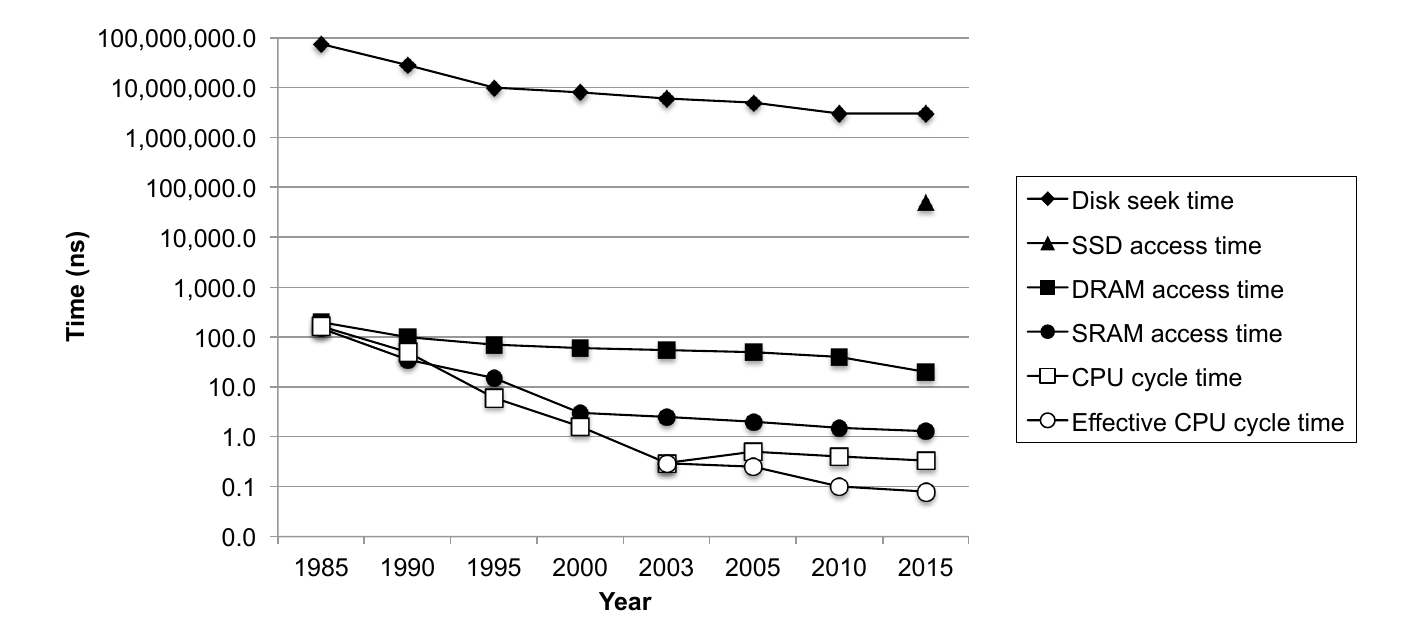 100,000,000.0
10,000,000.0
1,000,000.0
100,000.0
10,000.0
1,000.0
100.0
10.0
1.0
0.1
0.0
Time (ns)
1985 1990 1995 2000 2003 2005 2010 2015
Year
Disk seek time
SSD access time
DRAM access time
SRAM access time
CPU cycle time
Effective CPU cycle time